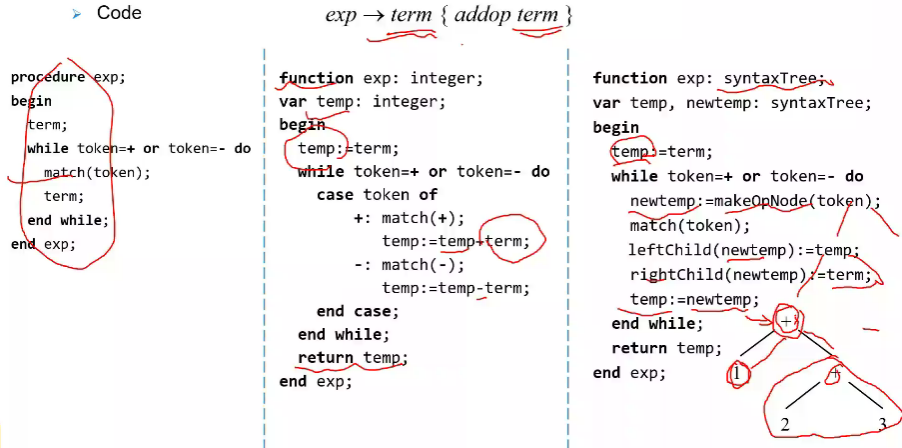 ➤ Code
exp → term { addop term }
procedure exp;
begin
term;
while token=+ or token=- do
match(token);
term;
end while;
end exp;
function exp: integer;
var temp: integer;
begin
temp:=term;
while token=+ or token=- do
case token of
+: match(+);
temp:=temp+term;
-: match(-);
temp:=temp-term;
end case;
end while;
return temp;
end exp;
function exp: syntaxTree;
var temp, newtemp: syntaxTree;
begin
temp:=term;
while token=+ or token=- do
newtemp:=makeOpNode(token);
match(token);
leftChild(newtemp):=temp;
rightChild(newtemp):=term;
temp:=newtemp;
end while;
return temp;
end exp;
+
1 +
2 3